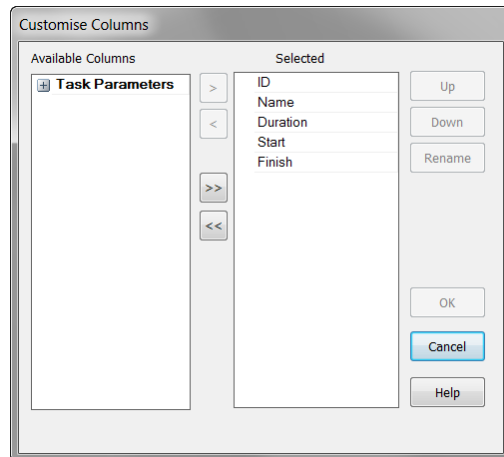 Customise Columns
Available Columns
Selected
Task Parameters
ID
Name
Duration
Start
Finish
>
<
>>
<<
Up
Down
Rename
OK
Cancel
Help